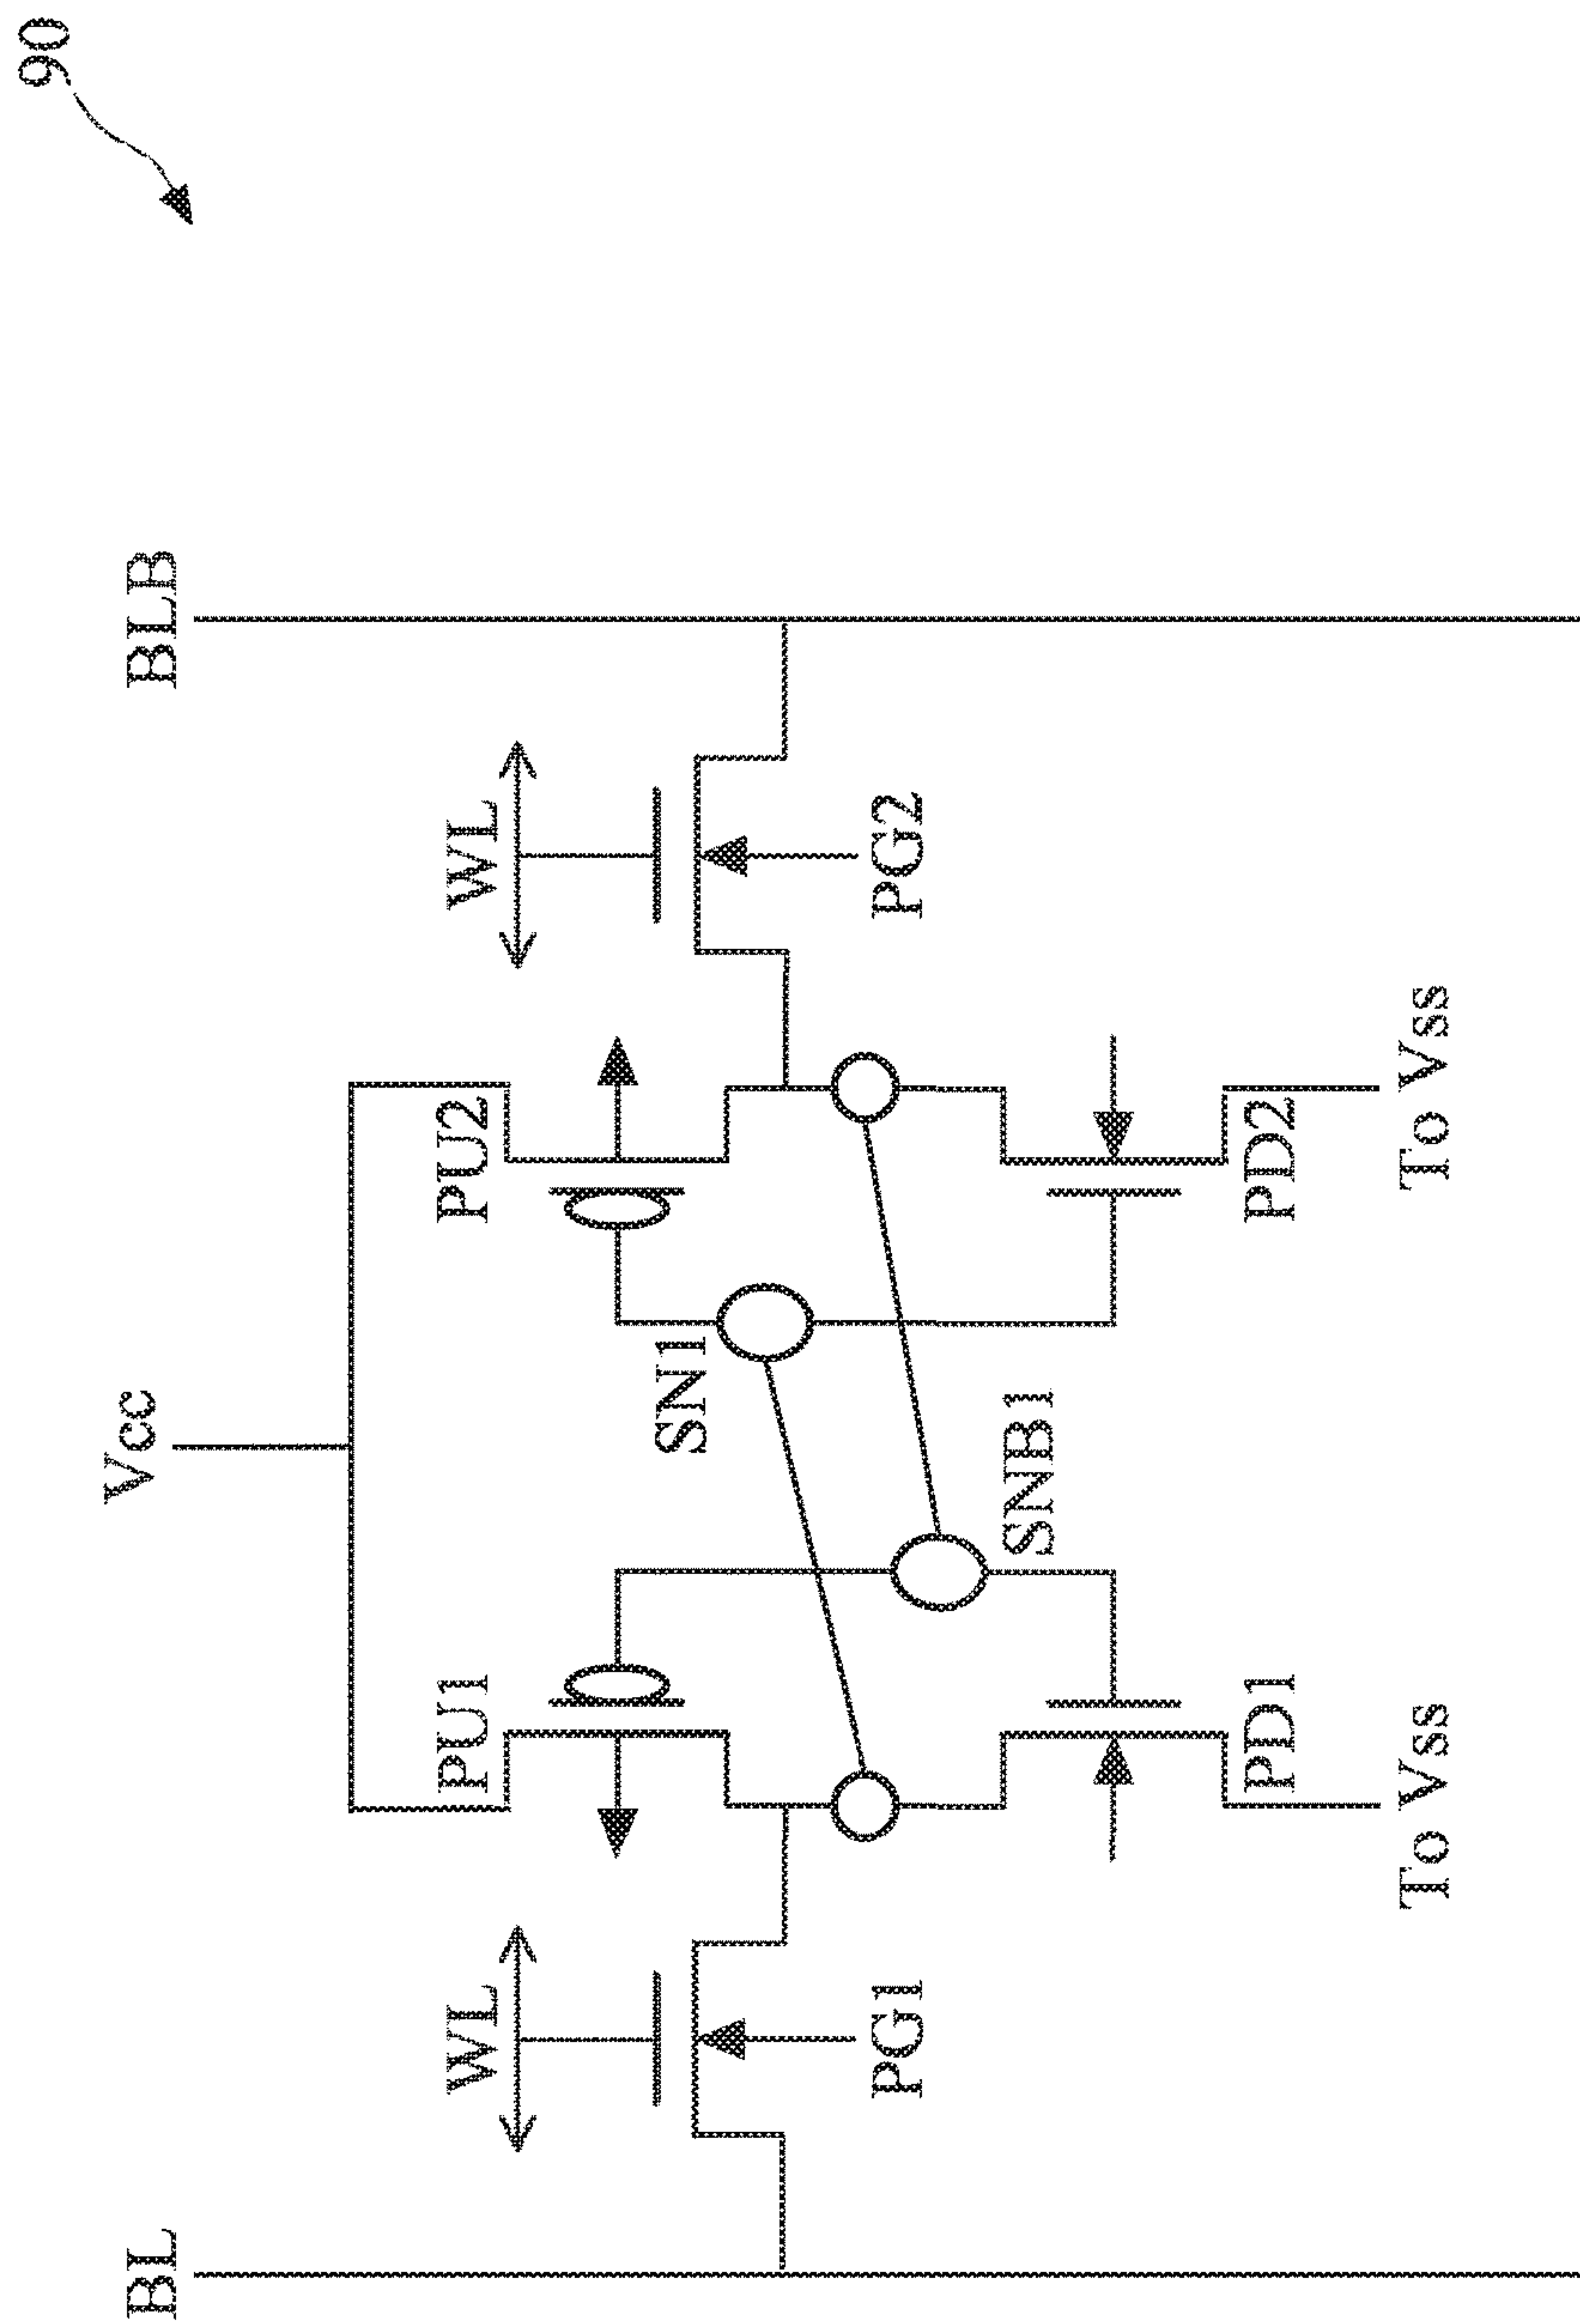 90
BL
Vcc
BLB
WL
PU1
PU2
WL
SN1
PG1
PG2
SNB1
PD1
PD2
To Vss
To Vss